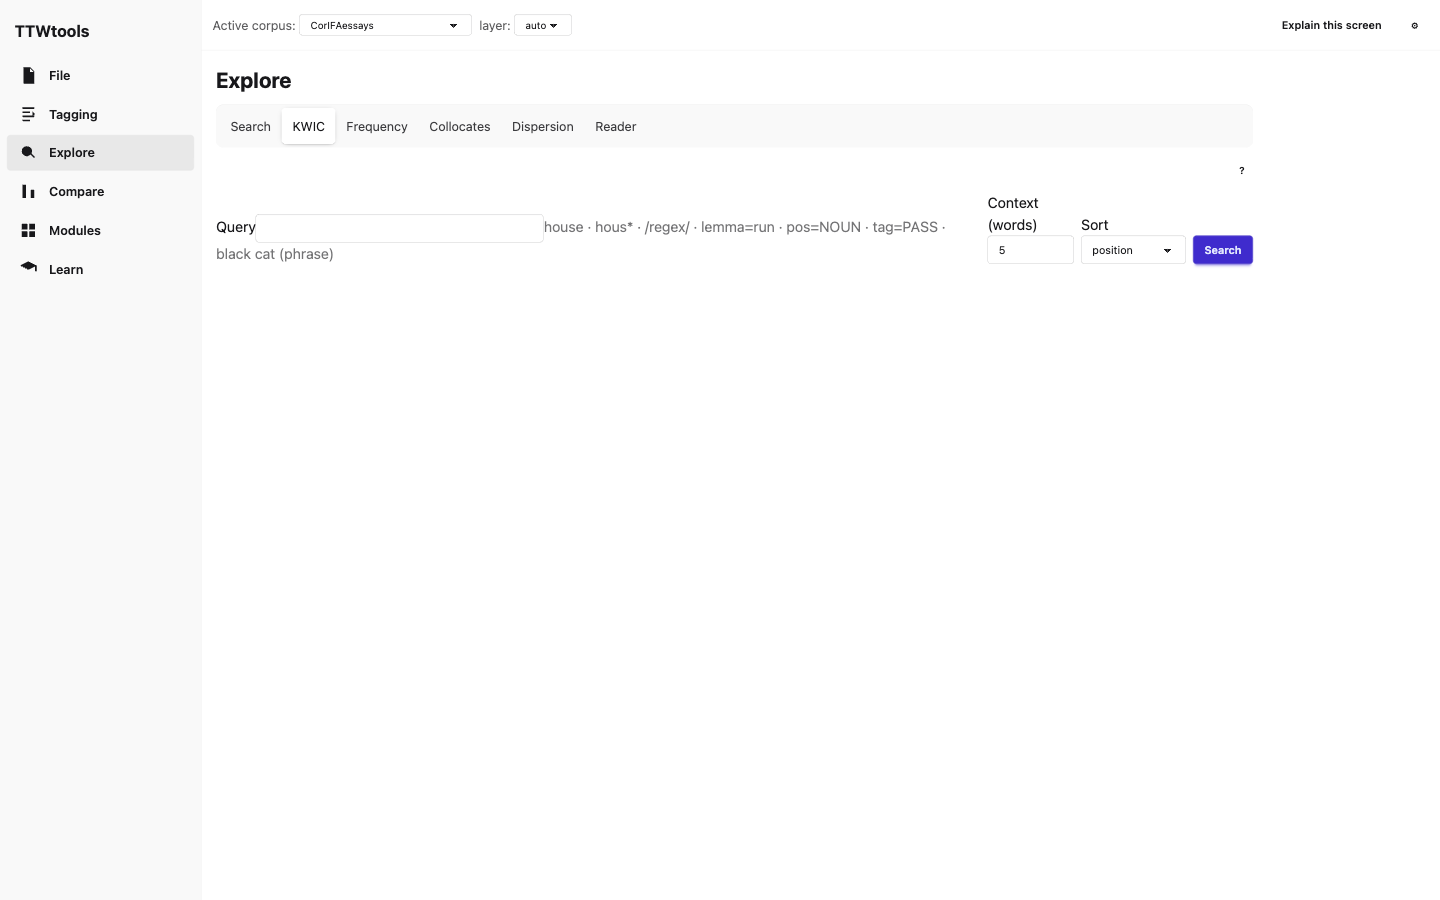 TTWtools
File
Tagging
Explore
Compare
Modules
Learn
Active corpus: CorIFAessays layer: auto
Explain this screen
Explore
Search KWIC Frequency Collocates Dispersion Reader
?
Query house · hous* · /regex/ · lemma=run · pos=NOUN · tag=PASS ·
black cat (phrase)
Context
(words)
5
Sort
position
Search